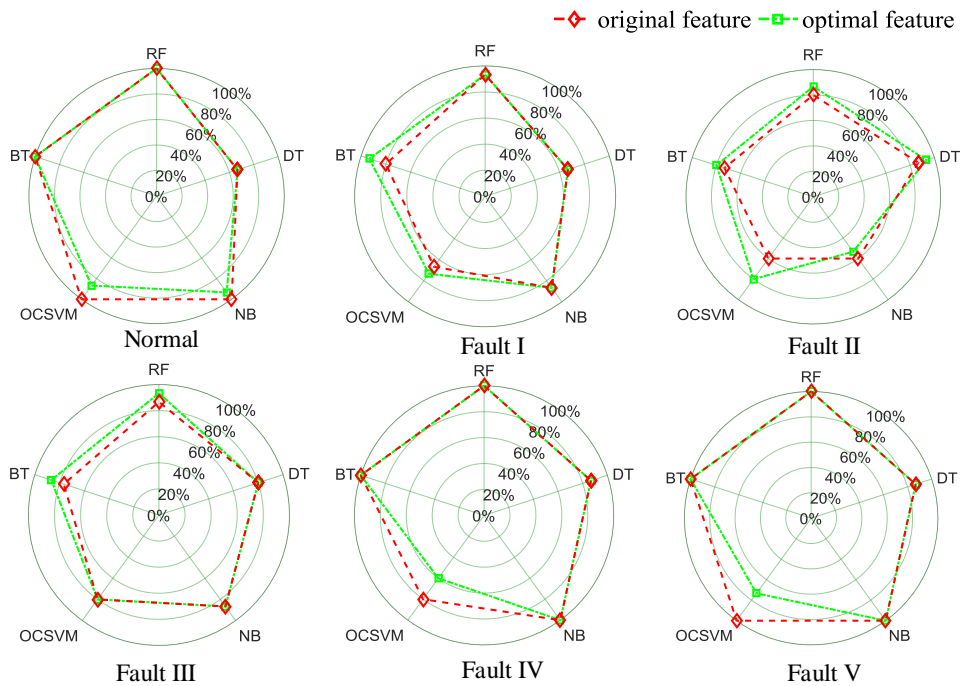 original feature optimal feature
RF
100%
80%
60%
40%
20%
0%
BT
DT
OCSVM
NB
Normal
RF
100%
80%
60%
40%
20%
0%
BT
DT
OCSVM
NB
Fault I
RF
100%
80%
60%
40%
20%
0%
BT
DT
OCSVM
NB
Fault II
RF
100%
80%
60%
40%
20%
0%
BT
DT
OCSVM
NB
Fault III
RF
100%
80%
60%
40%
20%
0%
BT
DT
OCSVM
NB
Fault IV
RF
100%
80%
60%
40%
20%
0%
BT
DT
OCSVM
NB
Fault V